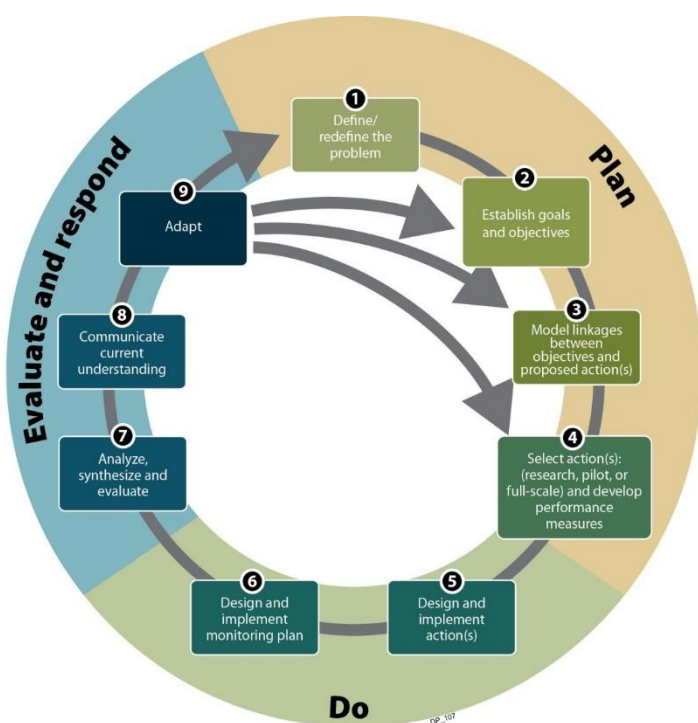 1
Define/
redefine the
problem
2
Establish goals
and objectives
3
Model linkages
between
objectives and
proposed action(s)
4
Select action(s):
(research, pilot, or
full-scale) and develop
performance
measures
5
Design and
implement
action(s)
6
Design and
implement
monitoring plan
7
Analyze,
synthesize and
evaluate
8
Communicate
current
understanding
9
Adapt
Plan
Do
Evaluate and respond
DP_107